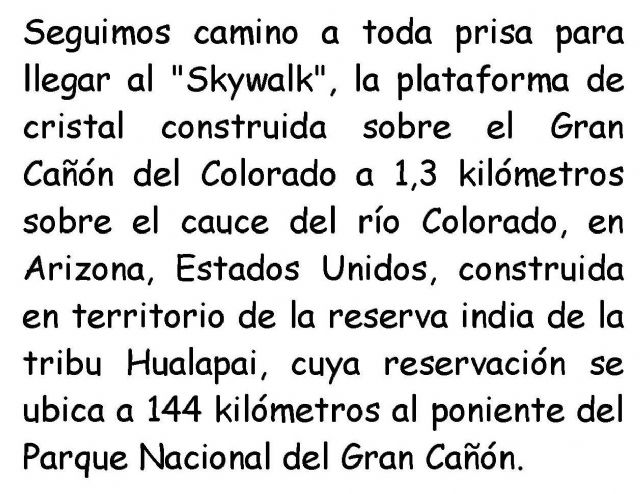 Seguimos camino a toda prisa para
llegar al "Skywalk", la plataforma de
cristal construida sobre el Gran
Cañón del Colorado a 1,3 kilómetros
sobre el cauce del río Colorado, en
Arizona, Estados Unidos, construida
en territorio de la reserva india de la
tribu Hualapai, cuya reservación se
ubica a 144 kilómetros al poniente del
Parque Nacional del Gran Cañón.